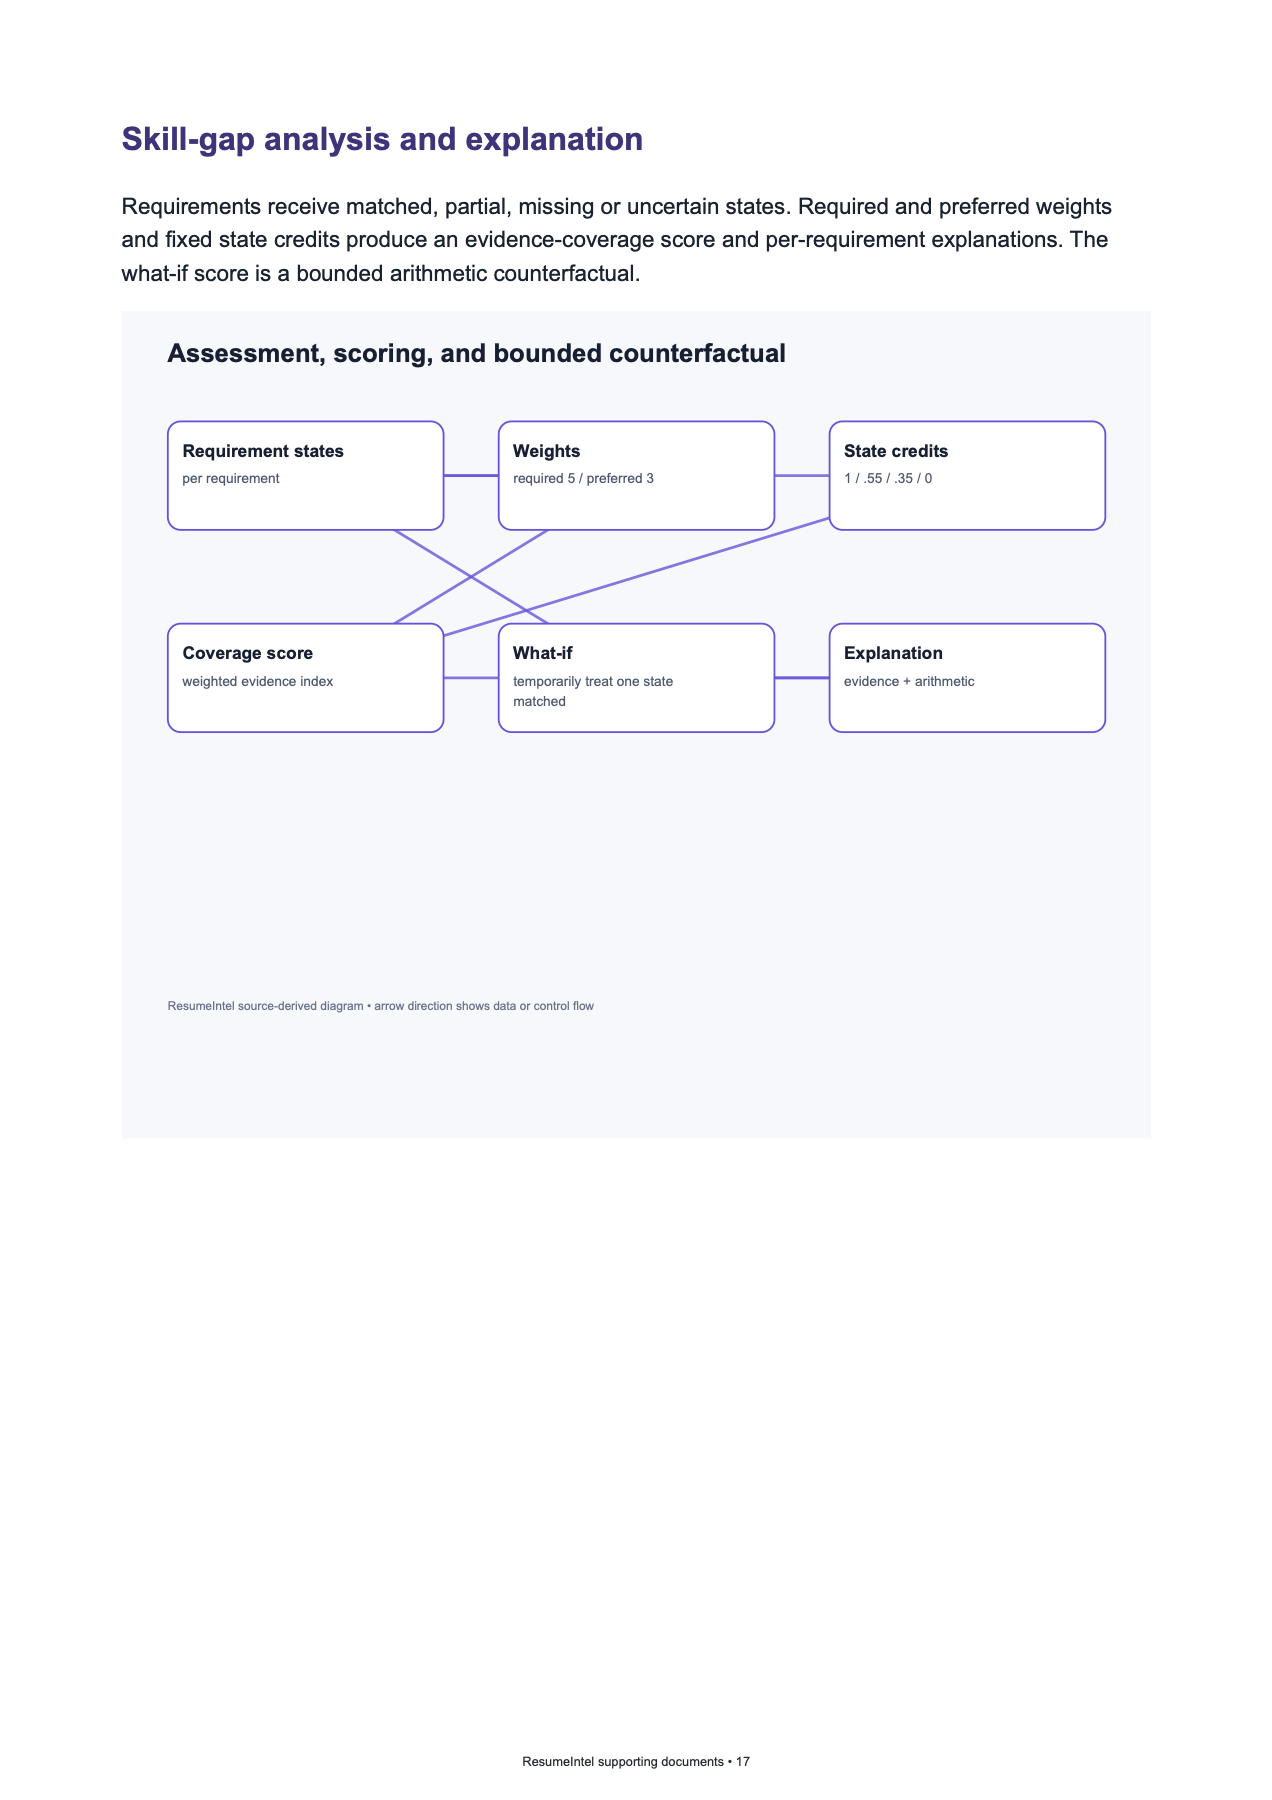 Skill-gap analysis and explanation
Requirements receive matched, partial, missing or uncertain states. Required and preferred weights
and fixed state credits produce an evidence-coverage score and per-requirement explanations. The
what-if score is a bounded arithmetic counterfactual.
Assessment, scoring, and bounded counterfactual
Requirement states
per requirement
Weights
required 5 / preferred 3
State credits
1 / .55 / .35 / 0
Coverage score
weighted evidence index
What-if
temporarily treat one state
matched
Explanation
evidence + arithmetic
ResumeIntel source-derived diagram • arrow direction shows data or control flow
ResumeIntel supporting documents • 17